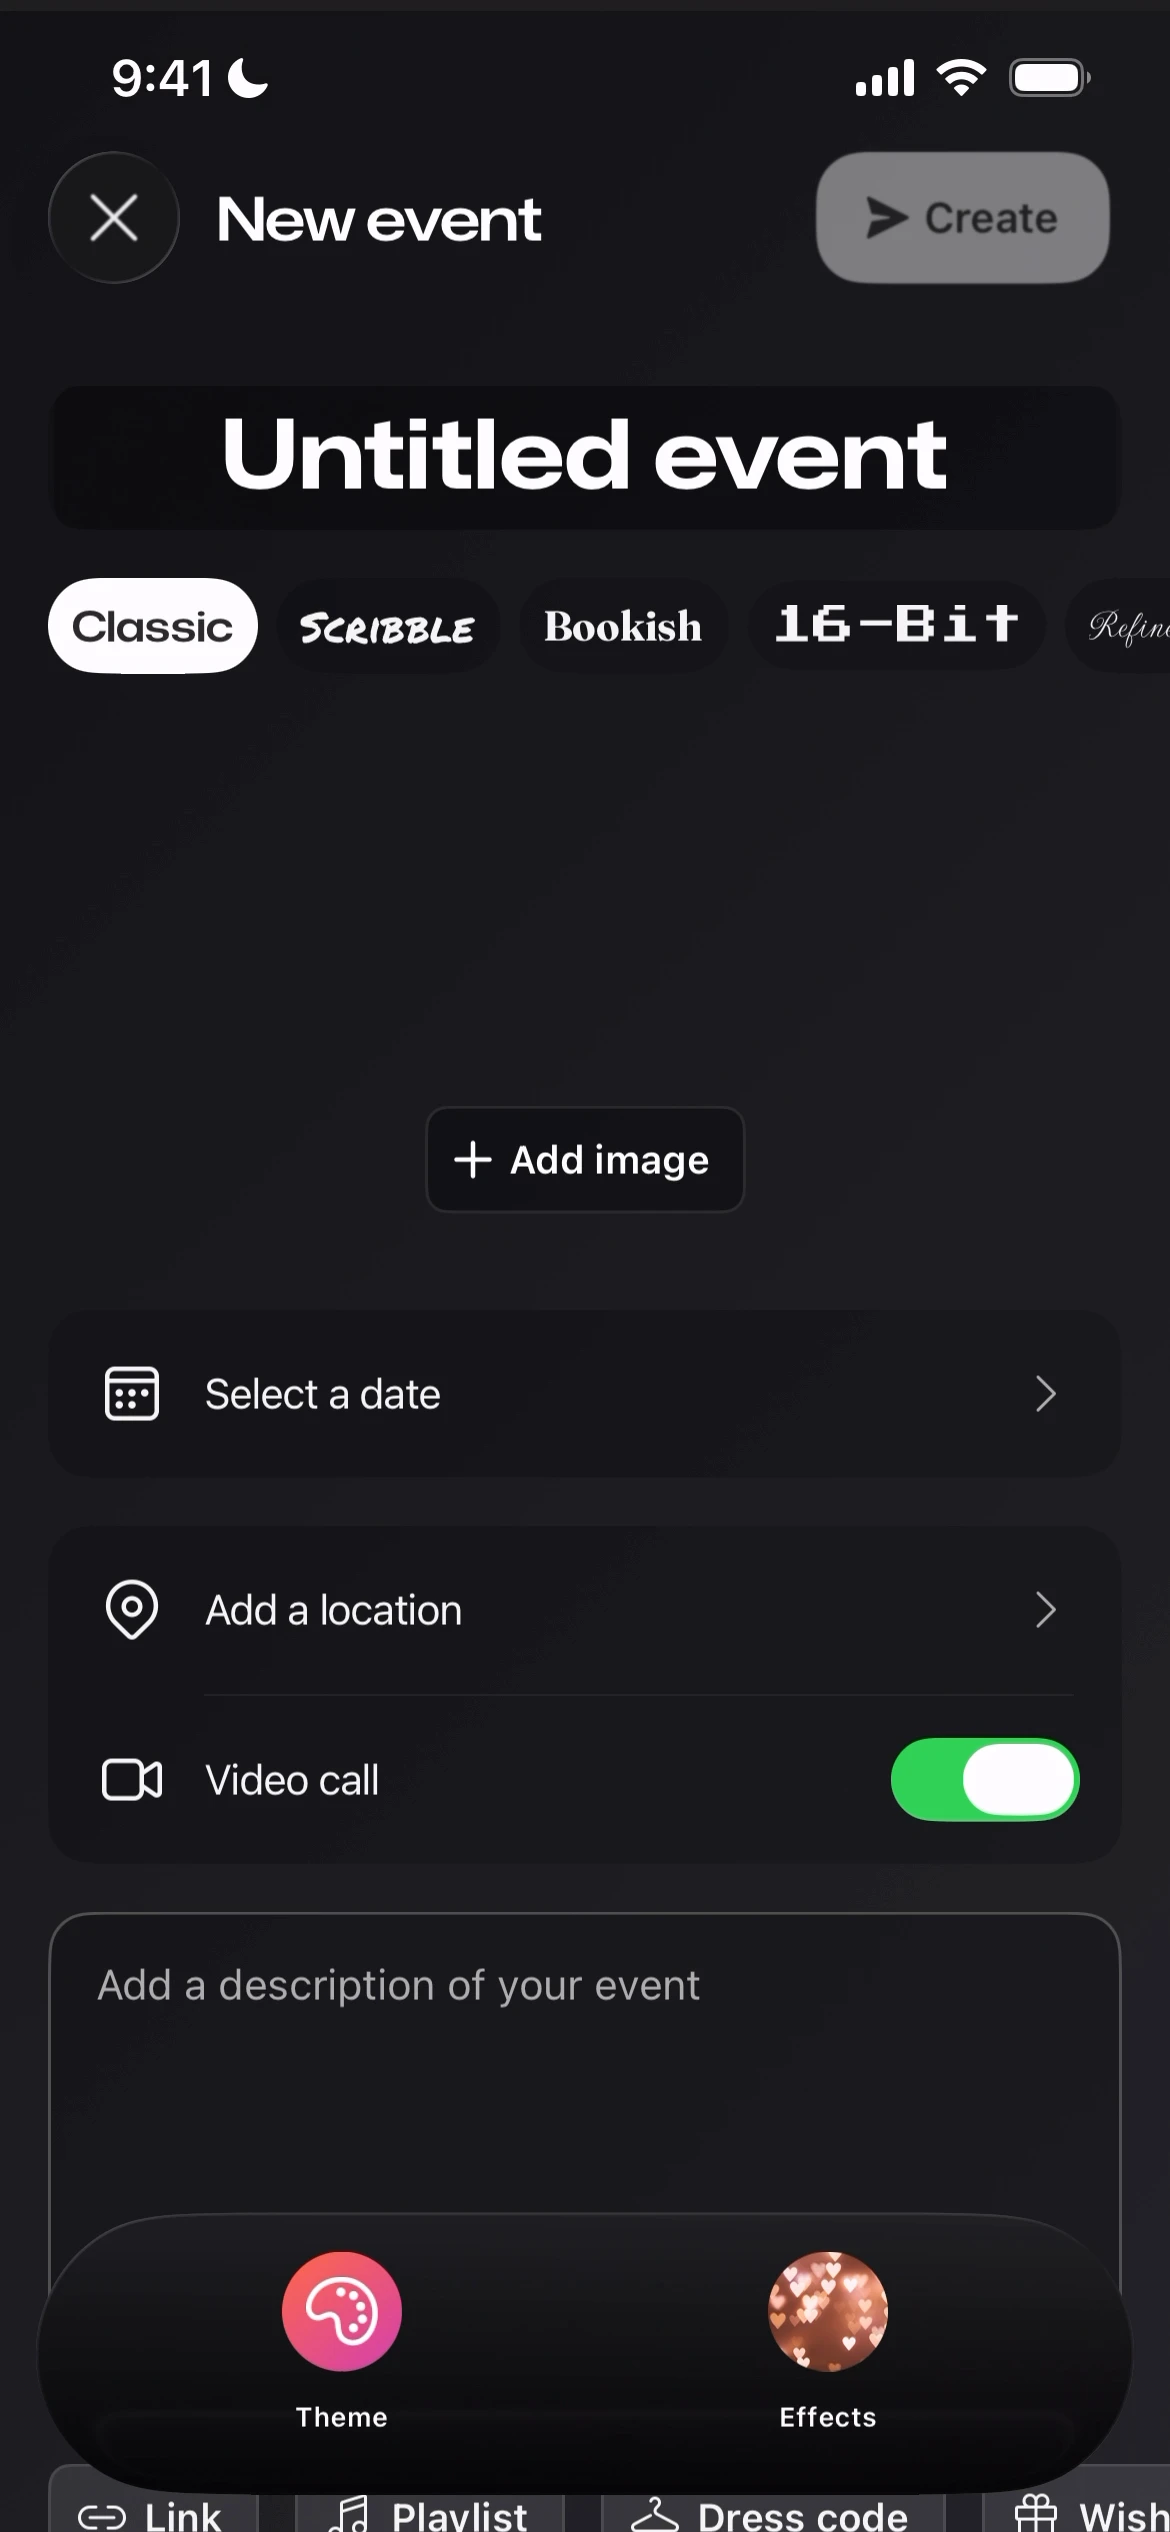 9:41
New event
Create
Untitled event
Classic
Scribble
Bookish
16-Bit
Add image
Select a date
Add a location
Video call
Add a description of your event
Theme
Effects
Link
Playlist
Dress code